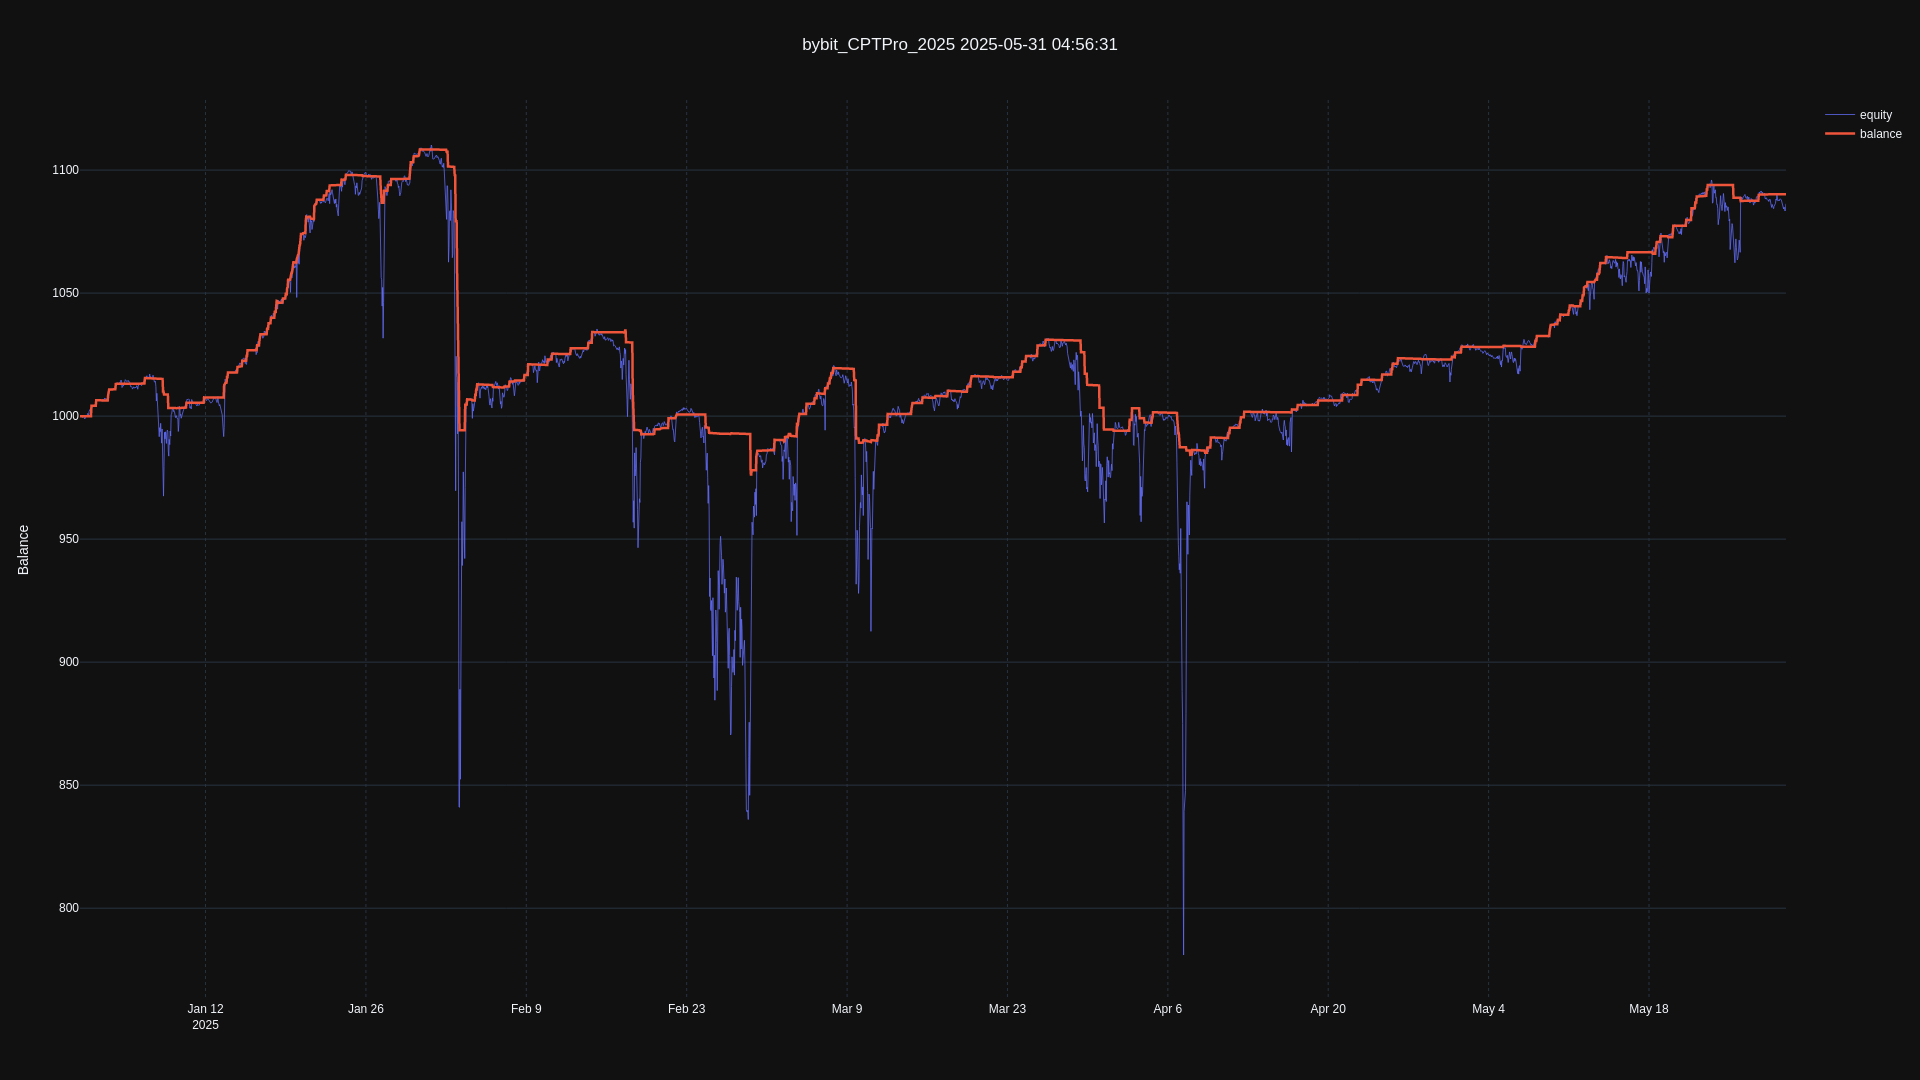 bybit_CPTPro_2025 2025-05-31 04:56:31
equity
balance
Balance
1100
1050
1000
950
900
850
800
Jan 12
2025
Jan 26
Feb 9
Feb 23
Mar 9
Mar 23
Apr 6
Apr 20
May 4
May 18